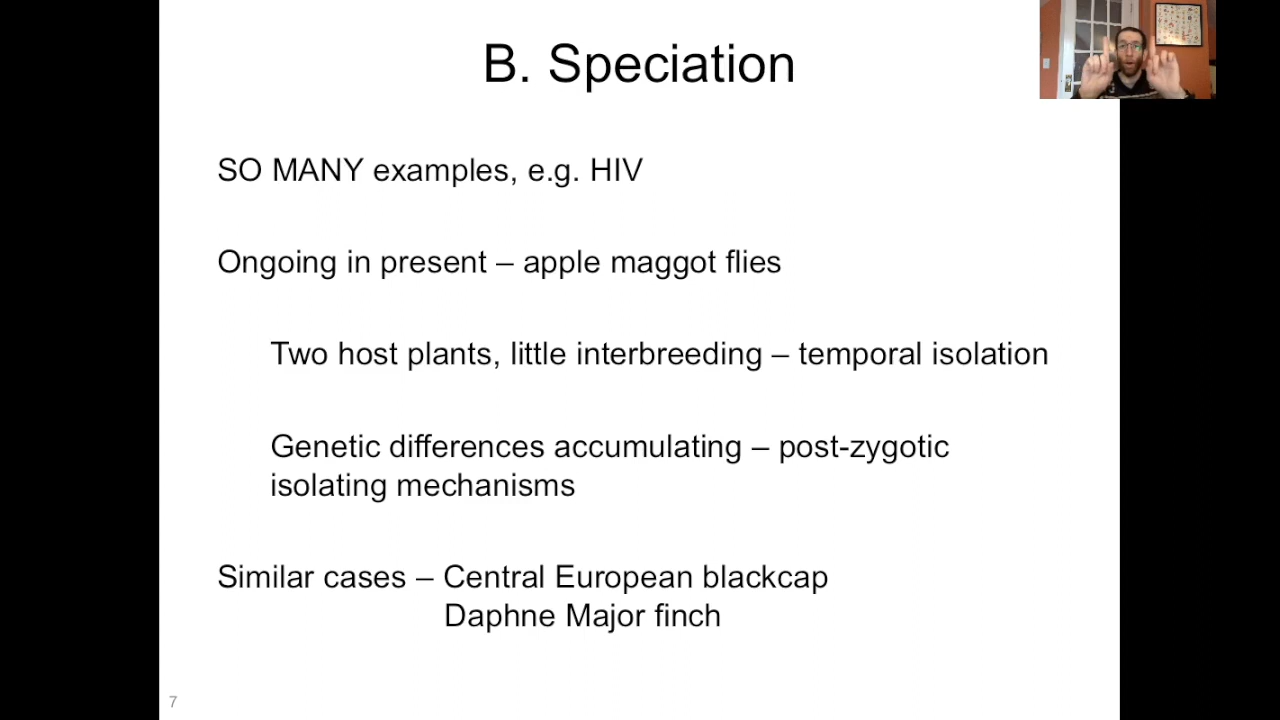 B. Speciation
SO MANY examples, e.g. HIV
Ongoing in present – apple maggot flies
Two host plants, little interbreeding – temporal isolation
Genetic differences accumulating – post-zygotic
isolating mechanisms
Similar cases – Central European blackcap
Daphne Major finch
7